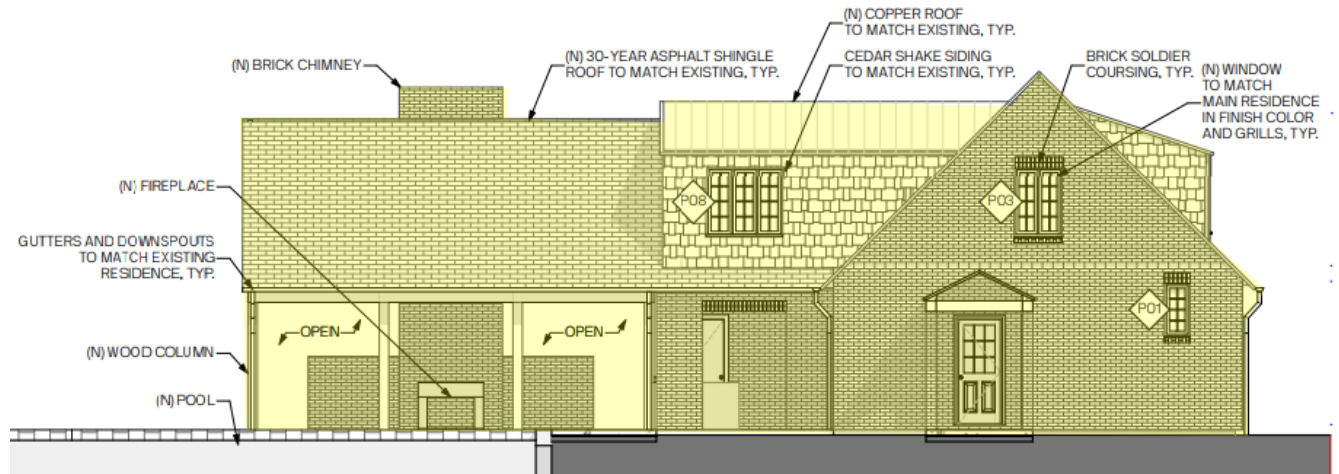 (N) COPPER ROOF
TO MATCH EXISTING, TYP.
(N) BRICK CHIMNEY
(N) 30-YEAR ASPHALT SHINGLE
ROOF TO MATCH EXISTING, TYP.
CEDAR SHAKE SIDING
TO MATCH EXISTING, TYP.
BRICK SOLDIER
COURSING, TYP.
(N) WINDOW
TO MATCH
MAIN RESIDENCE
IN FINISH COLOR
AND GRILLS, TYP.
(N) FIREPLACE
P08
P03
GUTTERS AND DOWNSPOUTS
TO MATCH EXISTING
RESIDENCE, TYP.
P01
OPEN
OPEN
(N) WOOD COLUMN
(N) POOL